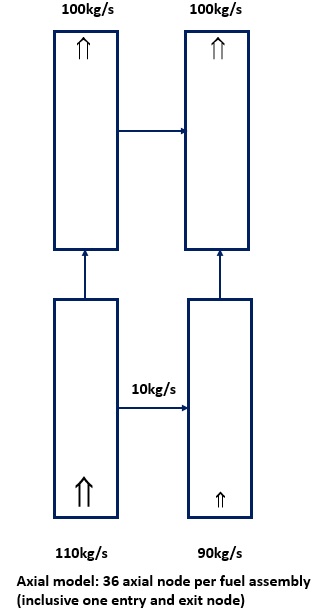 100kg/s 100kg/s
10kg/s
110kg/s 90kg/s
Axial model: 36 axial node per fuel assembly
(inclusive one entry and exit node)